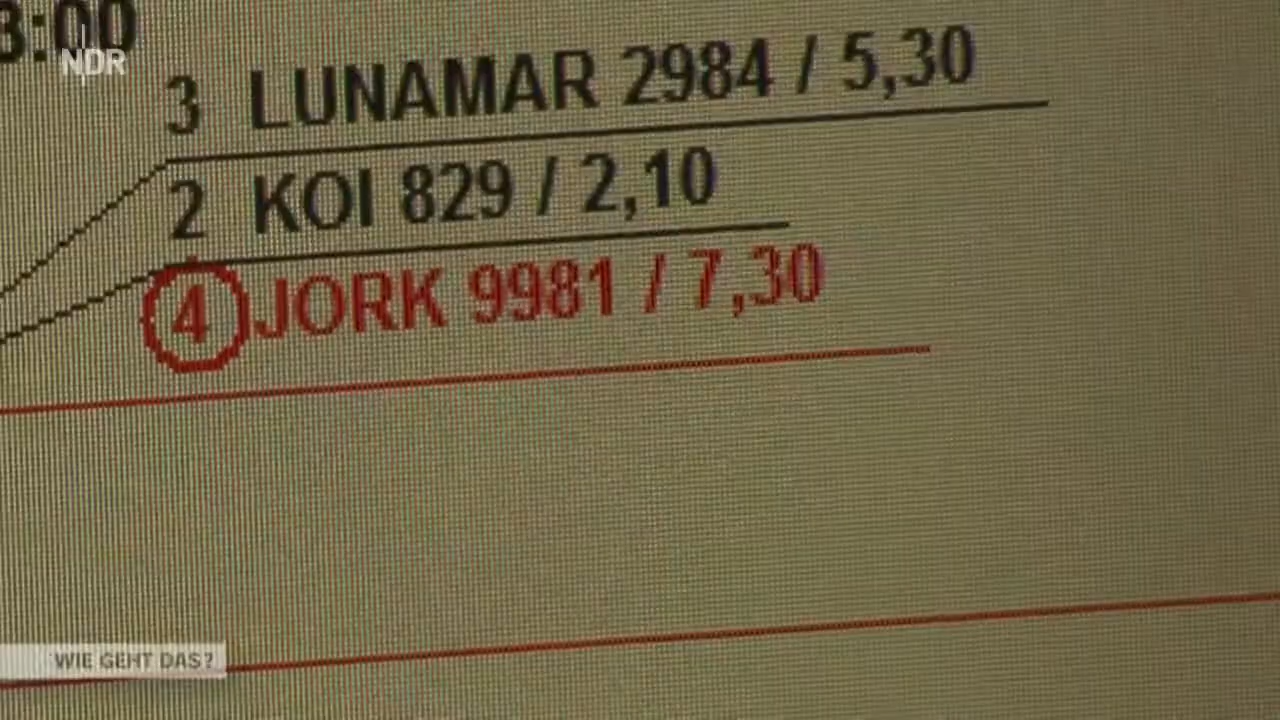 3:00
NDR
3 LUNAMAR 2984 / 5,30
2 KOI 829 / 2,10
4 JORK 9981 / 7,30
WIE GEHT DAS?